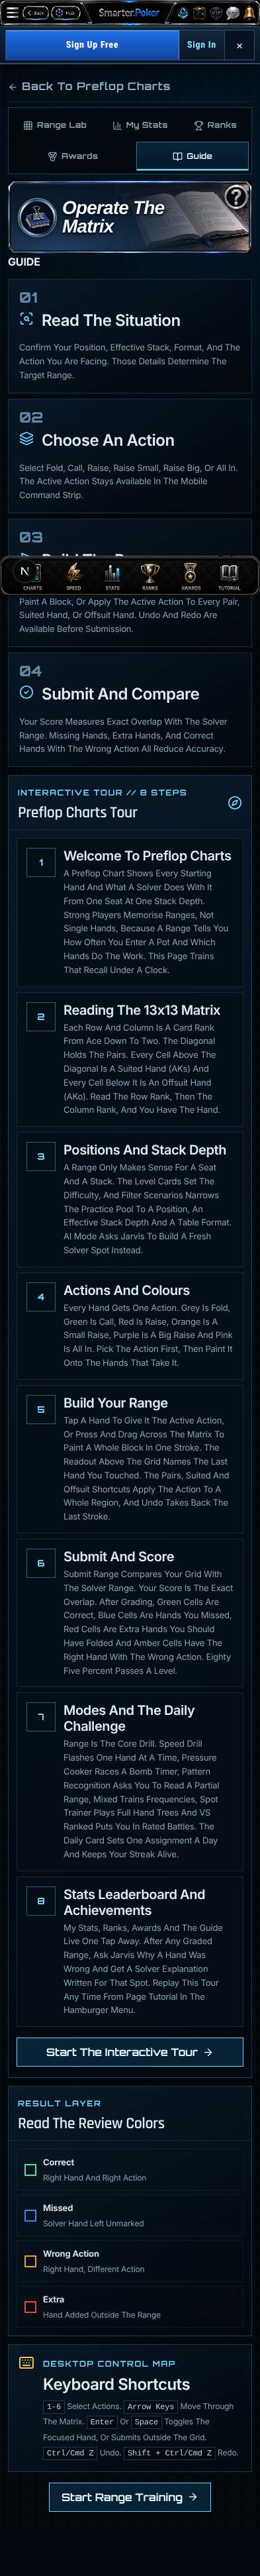 Back
Hub
Smarter.Poker
VIP
Sign Up Free
Sign In
×
← Back To Preflop Charts
Range Lab
My Stats
Ranks
Awards
Guide
Operate The
Matrix
?
GUIDE
01
Read The Situation
Confirm Your Position, Effective Stack, Format, And The
Action You Are Facing. Those Details Determine The
Target Range.
02
Choose An Action
Select Fold, Call, Raise, Raise Small, Raise Big, Or All In.
The Active Action Stays Available In The Mobile
Command Strip.
03
N
CHARTS
SPEED
STATS
RANKS
AWARDS
TUTORIAL
Paint A Block, Or Apply The Active Action To Every Pair,
Suited Hand, Or Offsuit Hand. Undo And Redo Are
Available Before Submission.
04
Submit And Compare
Your Score Measures Exact Overlap With The Solver
Range. Missing Hands, Extra Hands, And Correct
Hands With The Wrong Action All Reduce Accuracy.
INTERACTIVE TOUR // 8 STEPS
Preflop Charts Tour
1
Welcome To Preflop Charts
A Preflop Chart Shows Every Starting
Hand And What A Solver Does With It
From One Seat At One Stack Depth.
Strong Players Memorise Ranges, Not
Single Hands, Because A Range Tells You
How Often You Enter A Pot And Which
Hands Do The Work. This Page Trains
That Recall Under A Clock.
2
Reading The 13x13 Matrix
Each Row And Column Is A Card Rank
From Ace Down To Two. The Diagonal
Holds The Pairs. Every Cell Above The
Diagonal Is A Suited Hand (AKs) And
Every Cell Below It Is An Offsuit Hand
(AKo). Read The Row Rank, Then The
Column Rank, And You Have The Hand.
3
Positions And Stack Depth
A Range Only Makes Sense For A Seat
And A Stack. The Level Cards Set The
Difficulty, And Filter Scenarios Narrows
The Practice Pool To A Position, An
Effective Stack Depth And A Table Format.
AI Mode Asks Jarvis To Build A Fresh
Solver Spot Instead.
4
Actions And Colours
Every Hand Gets One Action. Grey Is Fold,
Green Is Call, Red Is Raise, Orange Is A
Small Raise, Purple Is A Big Raise And Pink
Is All In. Pick The Action First, Then Paint It
Onto The Hands That Take It.
5
Build Your Range
Tap A Hand To Give It The Active Action,
Or Press And Drag Across The Matrix To
Paint A Whole Block In One Stroke. The
Readout Above The Grid Names The Last
Hand You Touched. The Pairs, Suited And
Offsuit Shortcuts Apply The Action To A
Whole Region, And Undo Takes Back The
Last Stroke.
6
Submit And Score
Submit Range Compares Your Grid With
The Solver Range. Your Score Is The Exact
Overlap. After Grading, Green Cells Are
Correct, Blue Cells Are Hands You Missed,
Red Cells Are Extra Hands You Should
Have Folded And Amber Cells Have The
Right Hand With The Wrong Action. Eighty
Five Percent Passes A Level.
7
Modes And The Daily
Challenge
Range Is The Core Drill. Speed Drill
Flashes One Hand At A Time, Pressure
Cooker Races A Bomb Timer, Pattern
Recognition Asks You To Read A Partial
Range, Mixed Trains Frequencies, Spot
Trainer Plays Full Hand Trees And VS
Ranked Puts You In Rated Battles. The
Daily Card Sets One Assignment A Day
And Keeps Your Streak Alive.
8
Stats Leaderboard And
Achievements
My Stats, Ranks, Awards And The Guide
Live One Tap Away. After Any Graded
Range, Ask Jarvis Why A Hand Was
Wrong And Get A Solver Explanation
Written For That Spot. Replay This Tour
Any Time From Page Tutorial In The
Hamburger Menu.
Start The Interactive Tour →
RESULT LAYER
Read The Review Colors
Correct
Right Hand And Right Action
Missed
Solver Hand Left Unmarked
Wrong Action
Right Hand, Different Action
Extra
Hand Added Outside The Range
DESKTOP CONTROL MAP
Keyboard Shortcuts
1-6 Select Actions. Arrow Keys Move Through
The Matrix. Enter Or Space Toggles The
Focused Hand, Or Submits Outside The Grid.
Ctrl/Cmd Z Undo. Shift + Ctrl/Cmd Z Redo.
Start Range Training →